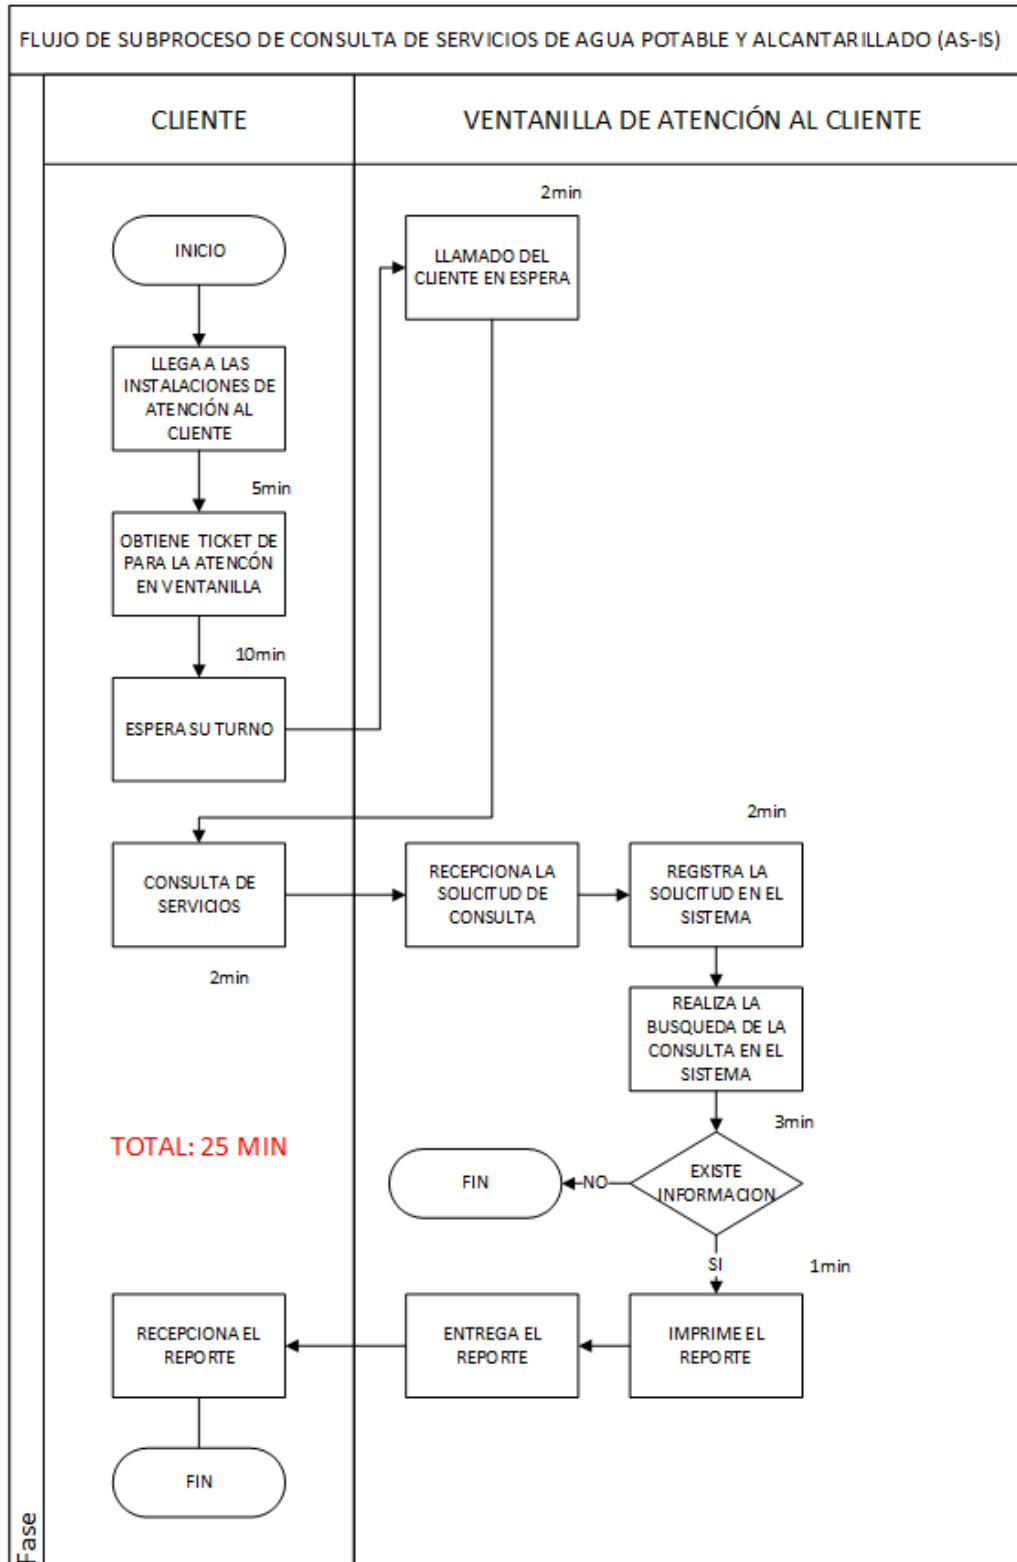 FLUJO DE SUBPROCESO DE CONSULTA DE SERVICIOS DE AGUA POTABLE Y ALCANTARILLADO (AS-IS)
CLIENTE
VENTANILLA DE ATENCIÓN AL CLIENTE
2min
INICIO
LLAMADO DEL
CLIENTE EN ESPERA
LLEGA A LAS
INSTALACIONES DE
ATENCIÓN AL
CLIENTE
5min
OBTIENE TICKET DE
PARA LA ATENCÓN
EN VENTANILLA
10min
ESPERA SU TURNO
2min
CONSULTA DE
SERVICIOS
RECEPCIONA LA
SOLICITUD DE
CONSULTA
REGISTRA LA
SOLICITUD EN EL
SISTEMA
2min
REALIZA LA
BUSQUEDA DE LA
CONSULTA EN EL
SISTEMA
3min
TOTAL: 25 MIN
FIN
NO
EXISTE
INFORMACION
SI
1min
RECEPCIONA EL
REPORTE
ENTREGA EL
REPORTE
IMPRIME EL
REPORTE
FIN
Fase